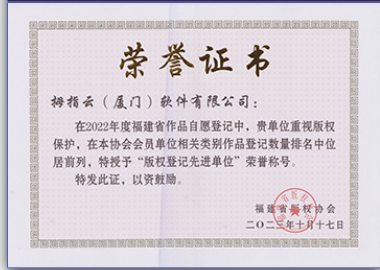 荣誉证书
拇指云（厦门）软件有限公司：
在2022年度福建省作品自愿登记中，贵单位重视版权
保护，在本协会会员单位相关类别作品登记数量排名中位
居前列，特授予“版权登记先进单位”荣誉称号。
特发此证，以资鼓励。
福建省版权协会
二〇二三年十月十七日